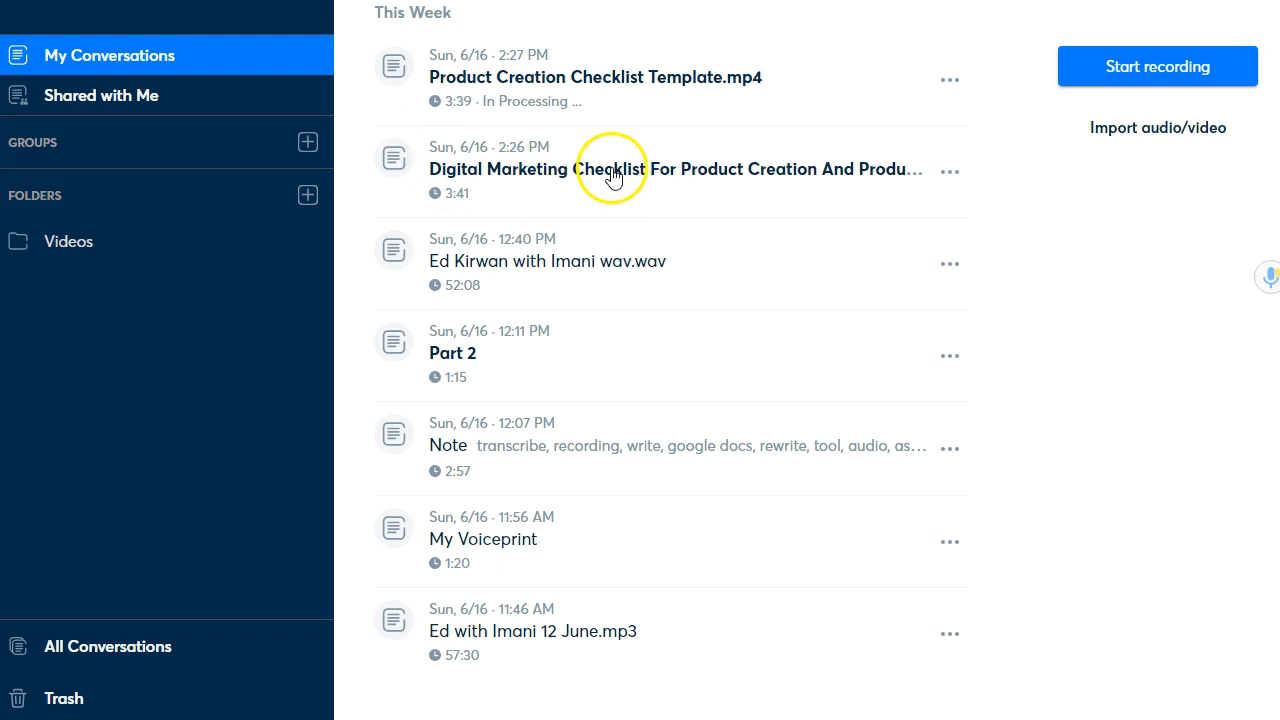 My Conversations
Shared with Me
GROUPS
FOLDERS
Videos
All Conversations
Trash
This Week
Sun, 6/16 · 2:27 PM
Product Creation Checklist Template.mp4
3:39 · In Processing ...
Sun, 6/16 · 2:26 PM
Digital Marketing Checklist For Product Creation And Produ...
3:41
Sun, 6/16 · 12:40 PM
Ed Kirwan with Imani wav.wav
52:08
Sun, 6/16 · 12:11 PM
Part 2
1:15
Sun, 6/16 · 12:07 PM
Note transcribe, recording, write, google docs, rewrite, tool, audio, as...
2:57
Sun, 6/16 · 11:56 AM
My Voiceprint
1:20
Sun, 6/16 · 11:46 AM
Ed with Imani 12 June.mp3
57:30
Start recording
Import audio/video